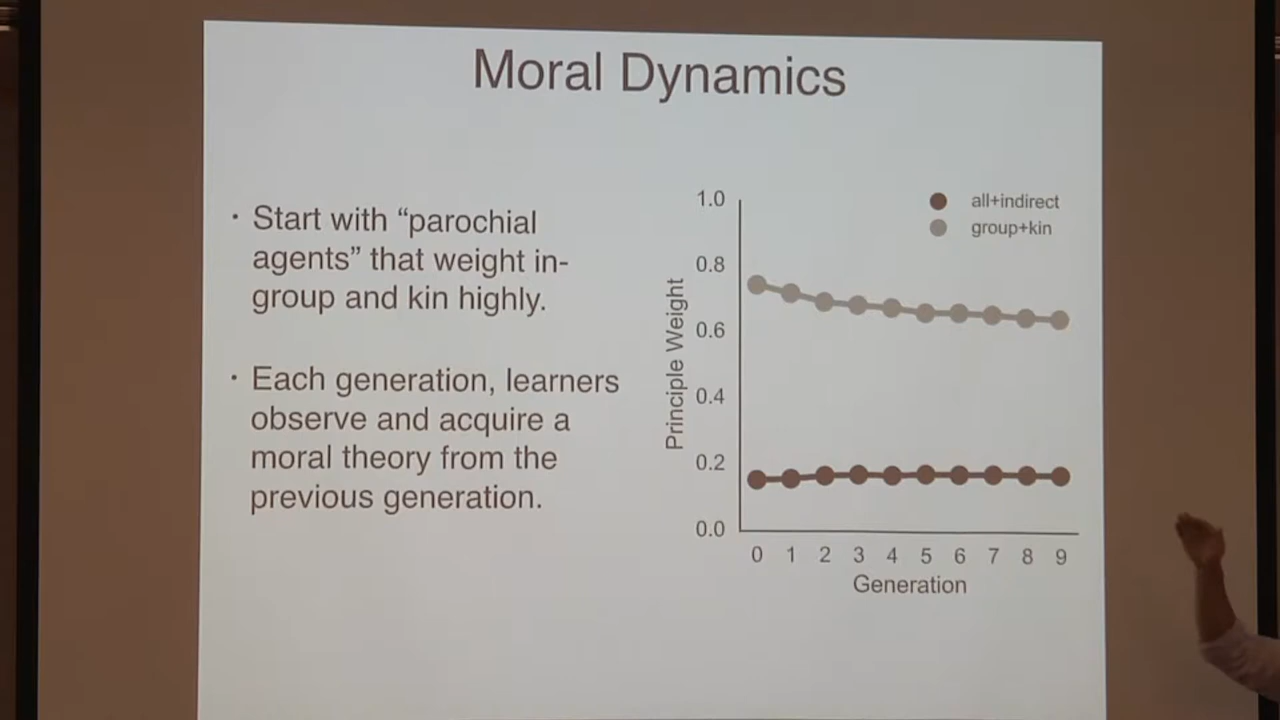 Moral Dynamics
· Start with “parochial
agents” that weight in-
group and kin highly.
· Each generation, learners
observe and acquire a
moral theory from the
previous generation.
1.0
0.8
0.6
0.4
0.2
0.0
Principle Weight
all+indirect
group+kin
0 1 2 3 4 5 6 7 8 9
Generation